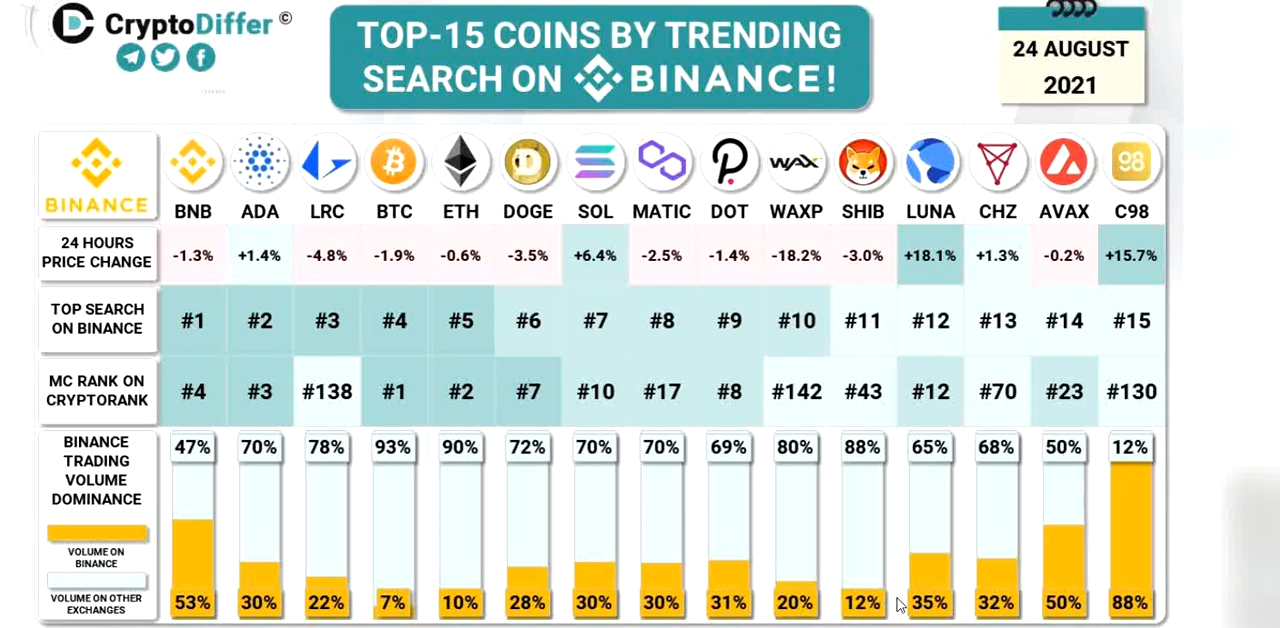 CryptoDiffer ©
TOP-15 COINS BY TRENDING
SEARCH ON BINANCE!
24 AUGUST
2021
BINANCE
BNB ADA LRC BTC ETH DOGE SOL MATIC DOT WAXP SHIB LUNA CHZ AVAX C98
WAX
98
24 HOURS
PRICE CHANGE
-1.3% +1.4% -4.8% -1.9% -0.6% -3.5% +6.4% -2.5% -1.4% -18.2% -3.0% +18.1% +1.3% -0.2% +15.7%
TOP SEARCH
ON BINANCE
#1 #2 #3 #4 #5 #6 #7 #8 #9 #10 #11 #12 #13 #14 #15
MC RANK ON
CRYPTORANK
#4 #3 #138 #1 #2 #7 #10 #17 #8 #142 #43 #12 #70 #23 #130
BINANCE
TRADING
VOLUME
DOMINANCE
47% 70% 78% 93% 90% 72% 70% 70% 69% 80% 88% 65% 68% 50% 12%
VOLUME ON
BINANCE
VOLUME ON OTHER
EXCHANGES
53% 30% 22% 7% 10% 28% 30% 30% 31% 20% 12% 35% 32% 50% 88%